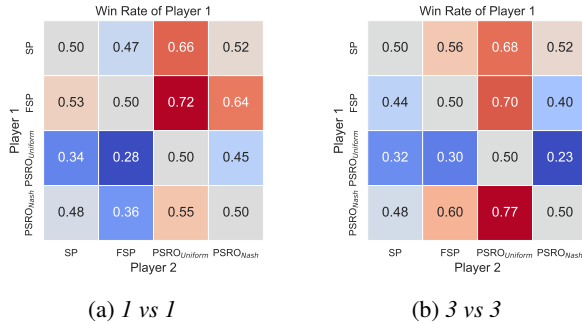 Win Rate of Player 1
Player 1
SP 0.50 0.47 0.66 0.52
FSP 0.53 0.50 0.72 0.64
PSRO_Uniform 0.34 0.28 0.50 0.45
PSRO_Nash 0.48 0.36 0.55 0.50
SP FSP PSRO_Uniform PSRO_Nash
Player 2
(a) 1 vs 1
Win Rate of Player 1
Player 1
SP 0.50 0.56 0.68 0.52
FSP 0.44 0.50 0.70 0.40
PSRO_Uniform 0.32 0.30 0.50 0.23
PSRO_Nash 0.48 0.60 0.77 0.50
SP FSP PSRO_Uniform PSRO_Nash
Player 2
(b) 3 vs 3